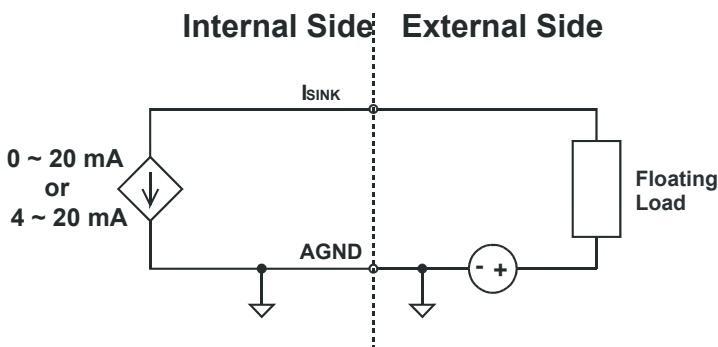 Internal Side External Side
ISINK
0 ~ 20 mA
or
4 ~ 20 mA
Floating
Load
AGND
- +